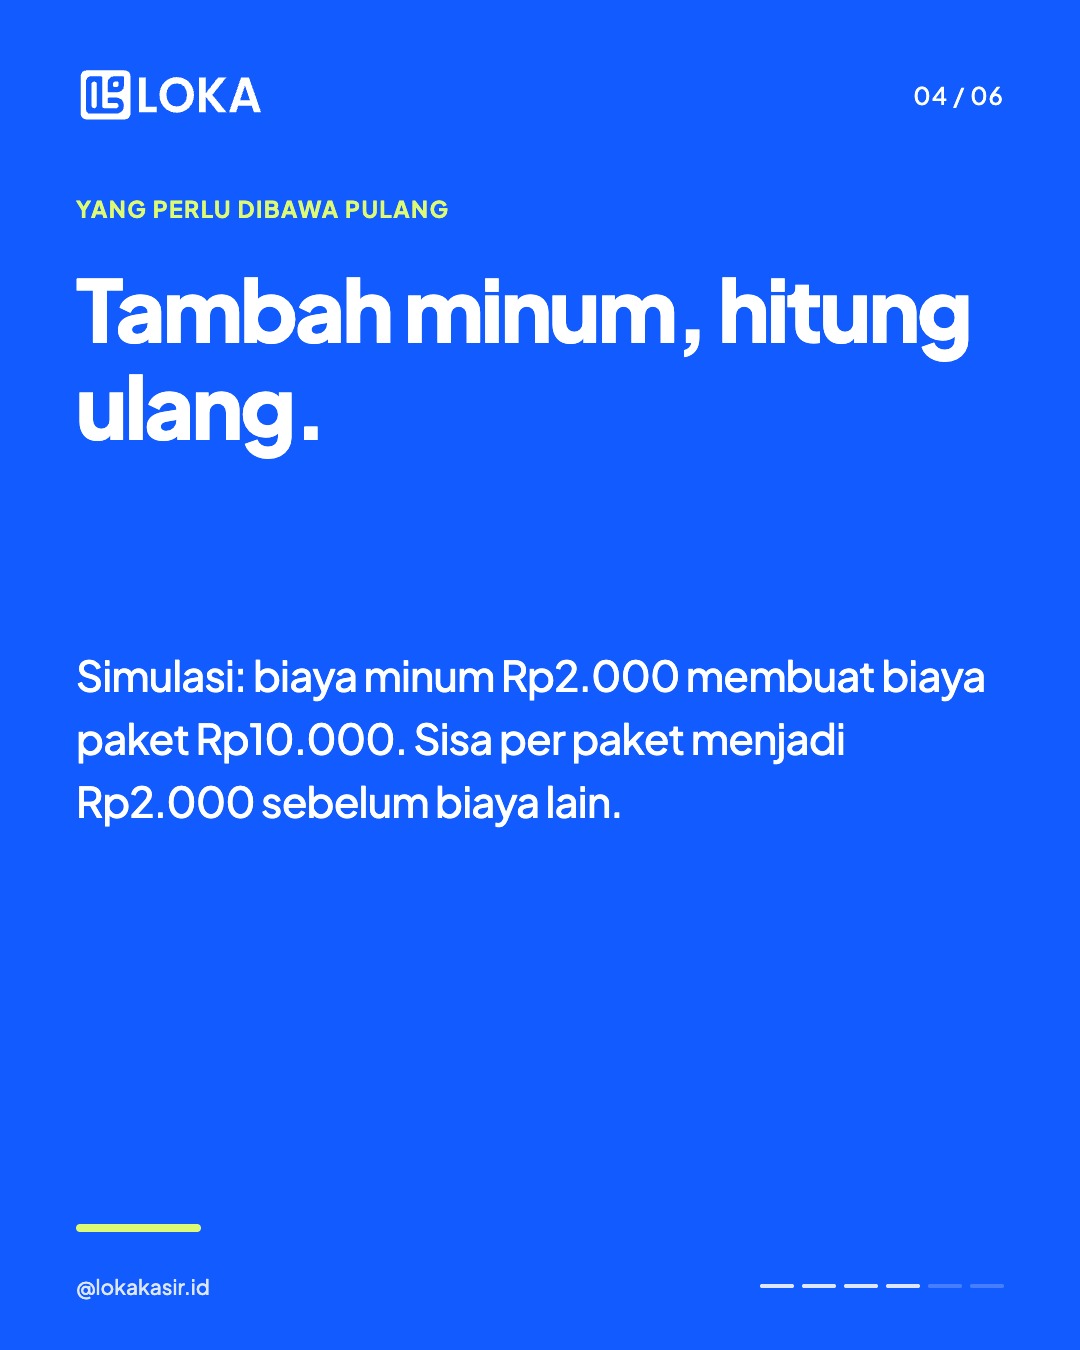 LOKA
04 / 06
YANG PERLU DIBAWA PULANG
Tambah minum, hitung
ulang.
Simulasi: biaya minum Rp2.000 membuat biaya
paket Rp10.000. Sisa per paket menjadi
Rp2.000 sebelum biaya lain.
@lokakasir.id